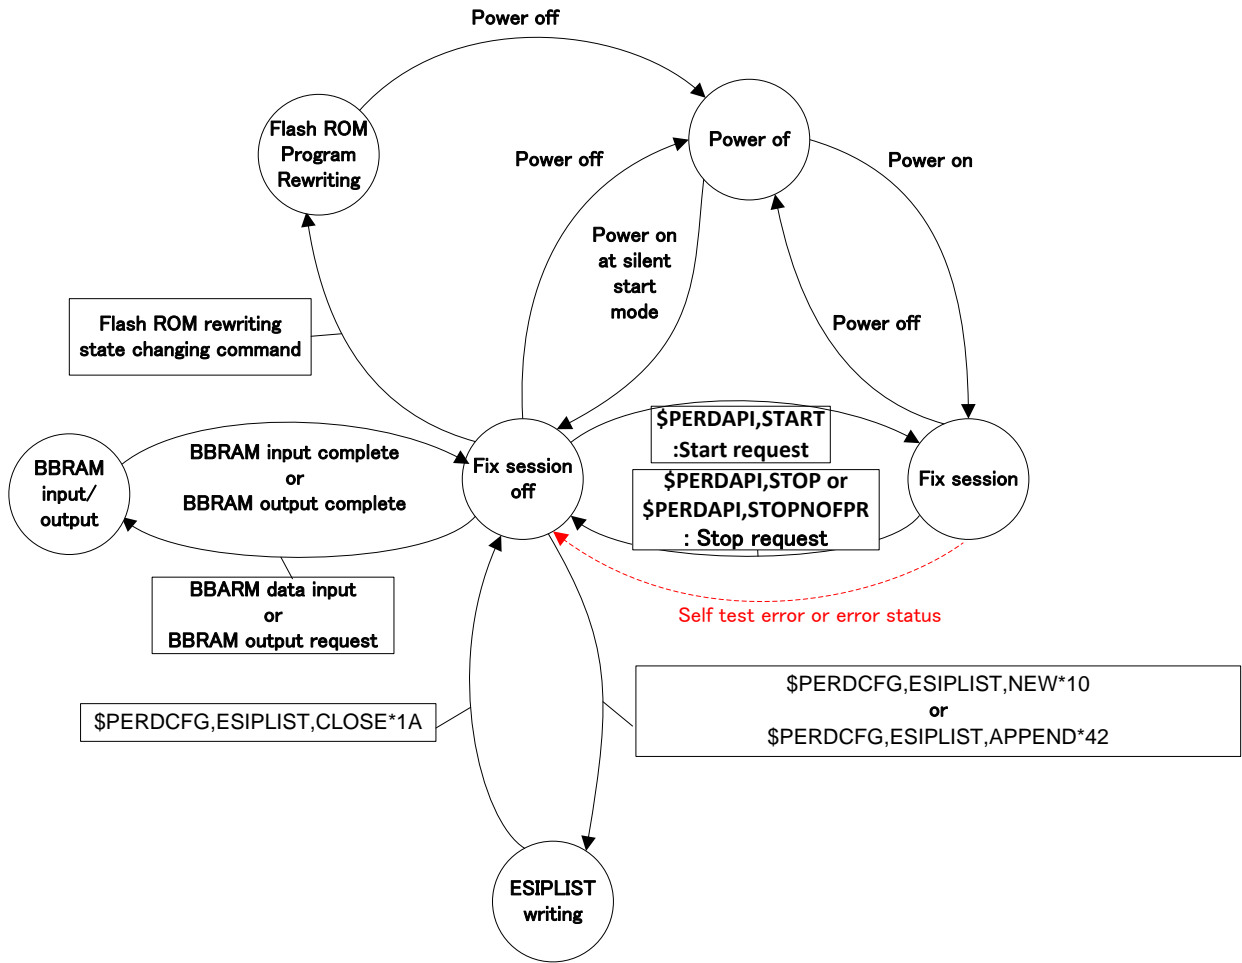 Power off
Flash ROM
Program
Rewriting
Power of
Power off
Power on
Power on
at silent
start
mode
Flash ROM rewriting
state changing command
Power off
$PERDAPI,START
:Start request
BBRAM
input/
output
BBRAM input complete
or
BBRAM output complete
Fix session
off
$PERDAPI,STOP or
$PERDAPI,STOPNOFPR
: Stop request
Fix session
BBARM data input
or
BBRAM output request
Self test error or error status
$PERDCFG,ESIPLIST,CLOSE*1A
$PERDCFG,ESIPLIST,NEW*10
or
$PERDCFG,ESIPLIST,APPEND*42
ESIPLIST
writing